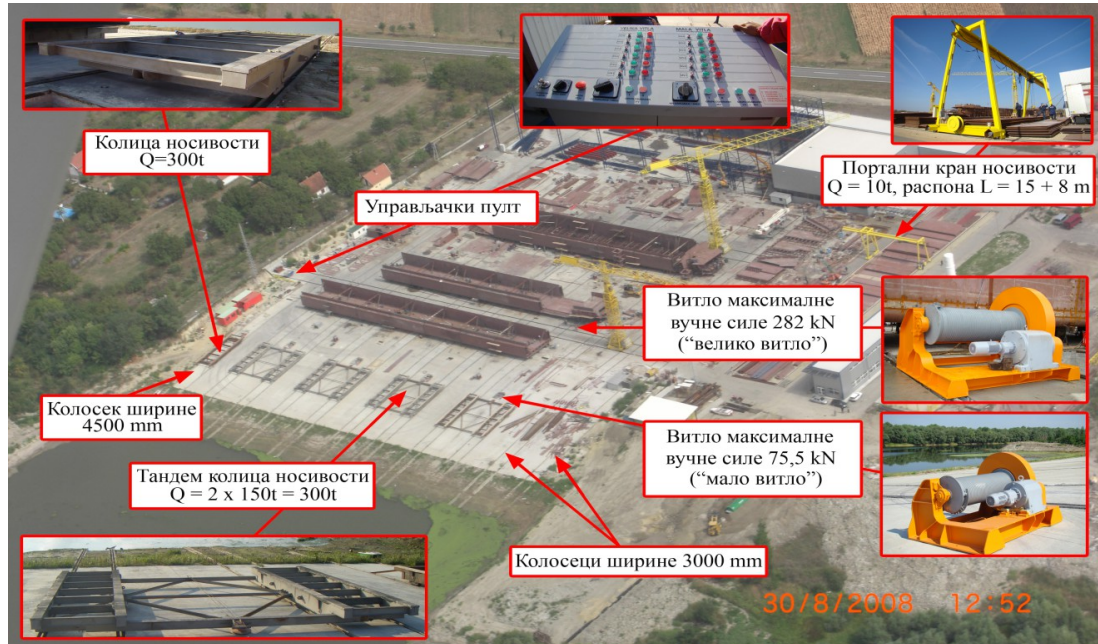 Колица носивости
Q=300t
Управљачки пулт
Портални кран носивости
Q = 10t, распона L = 15 + 8 m
Витло максималне
вучне силе 282 kN
(“велико витло”)
Колосек ширине
4500 mm
Витло максималне
вучне силе 75,5 kN
(“мало витло”)
Тандем колица носивости
Q = 2 x 150t = 300t
Колосеци ширине 3000 mm
30/8/2008 12:52